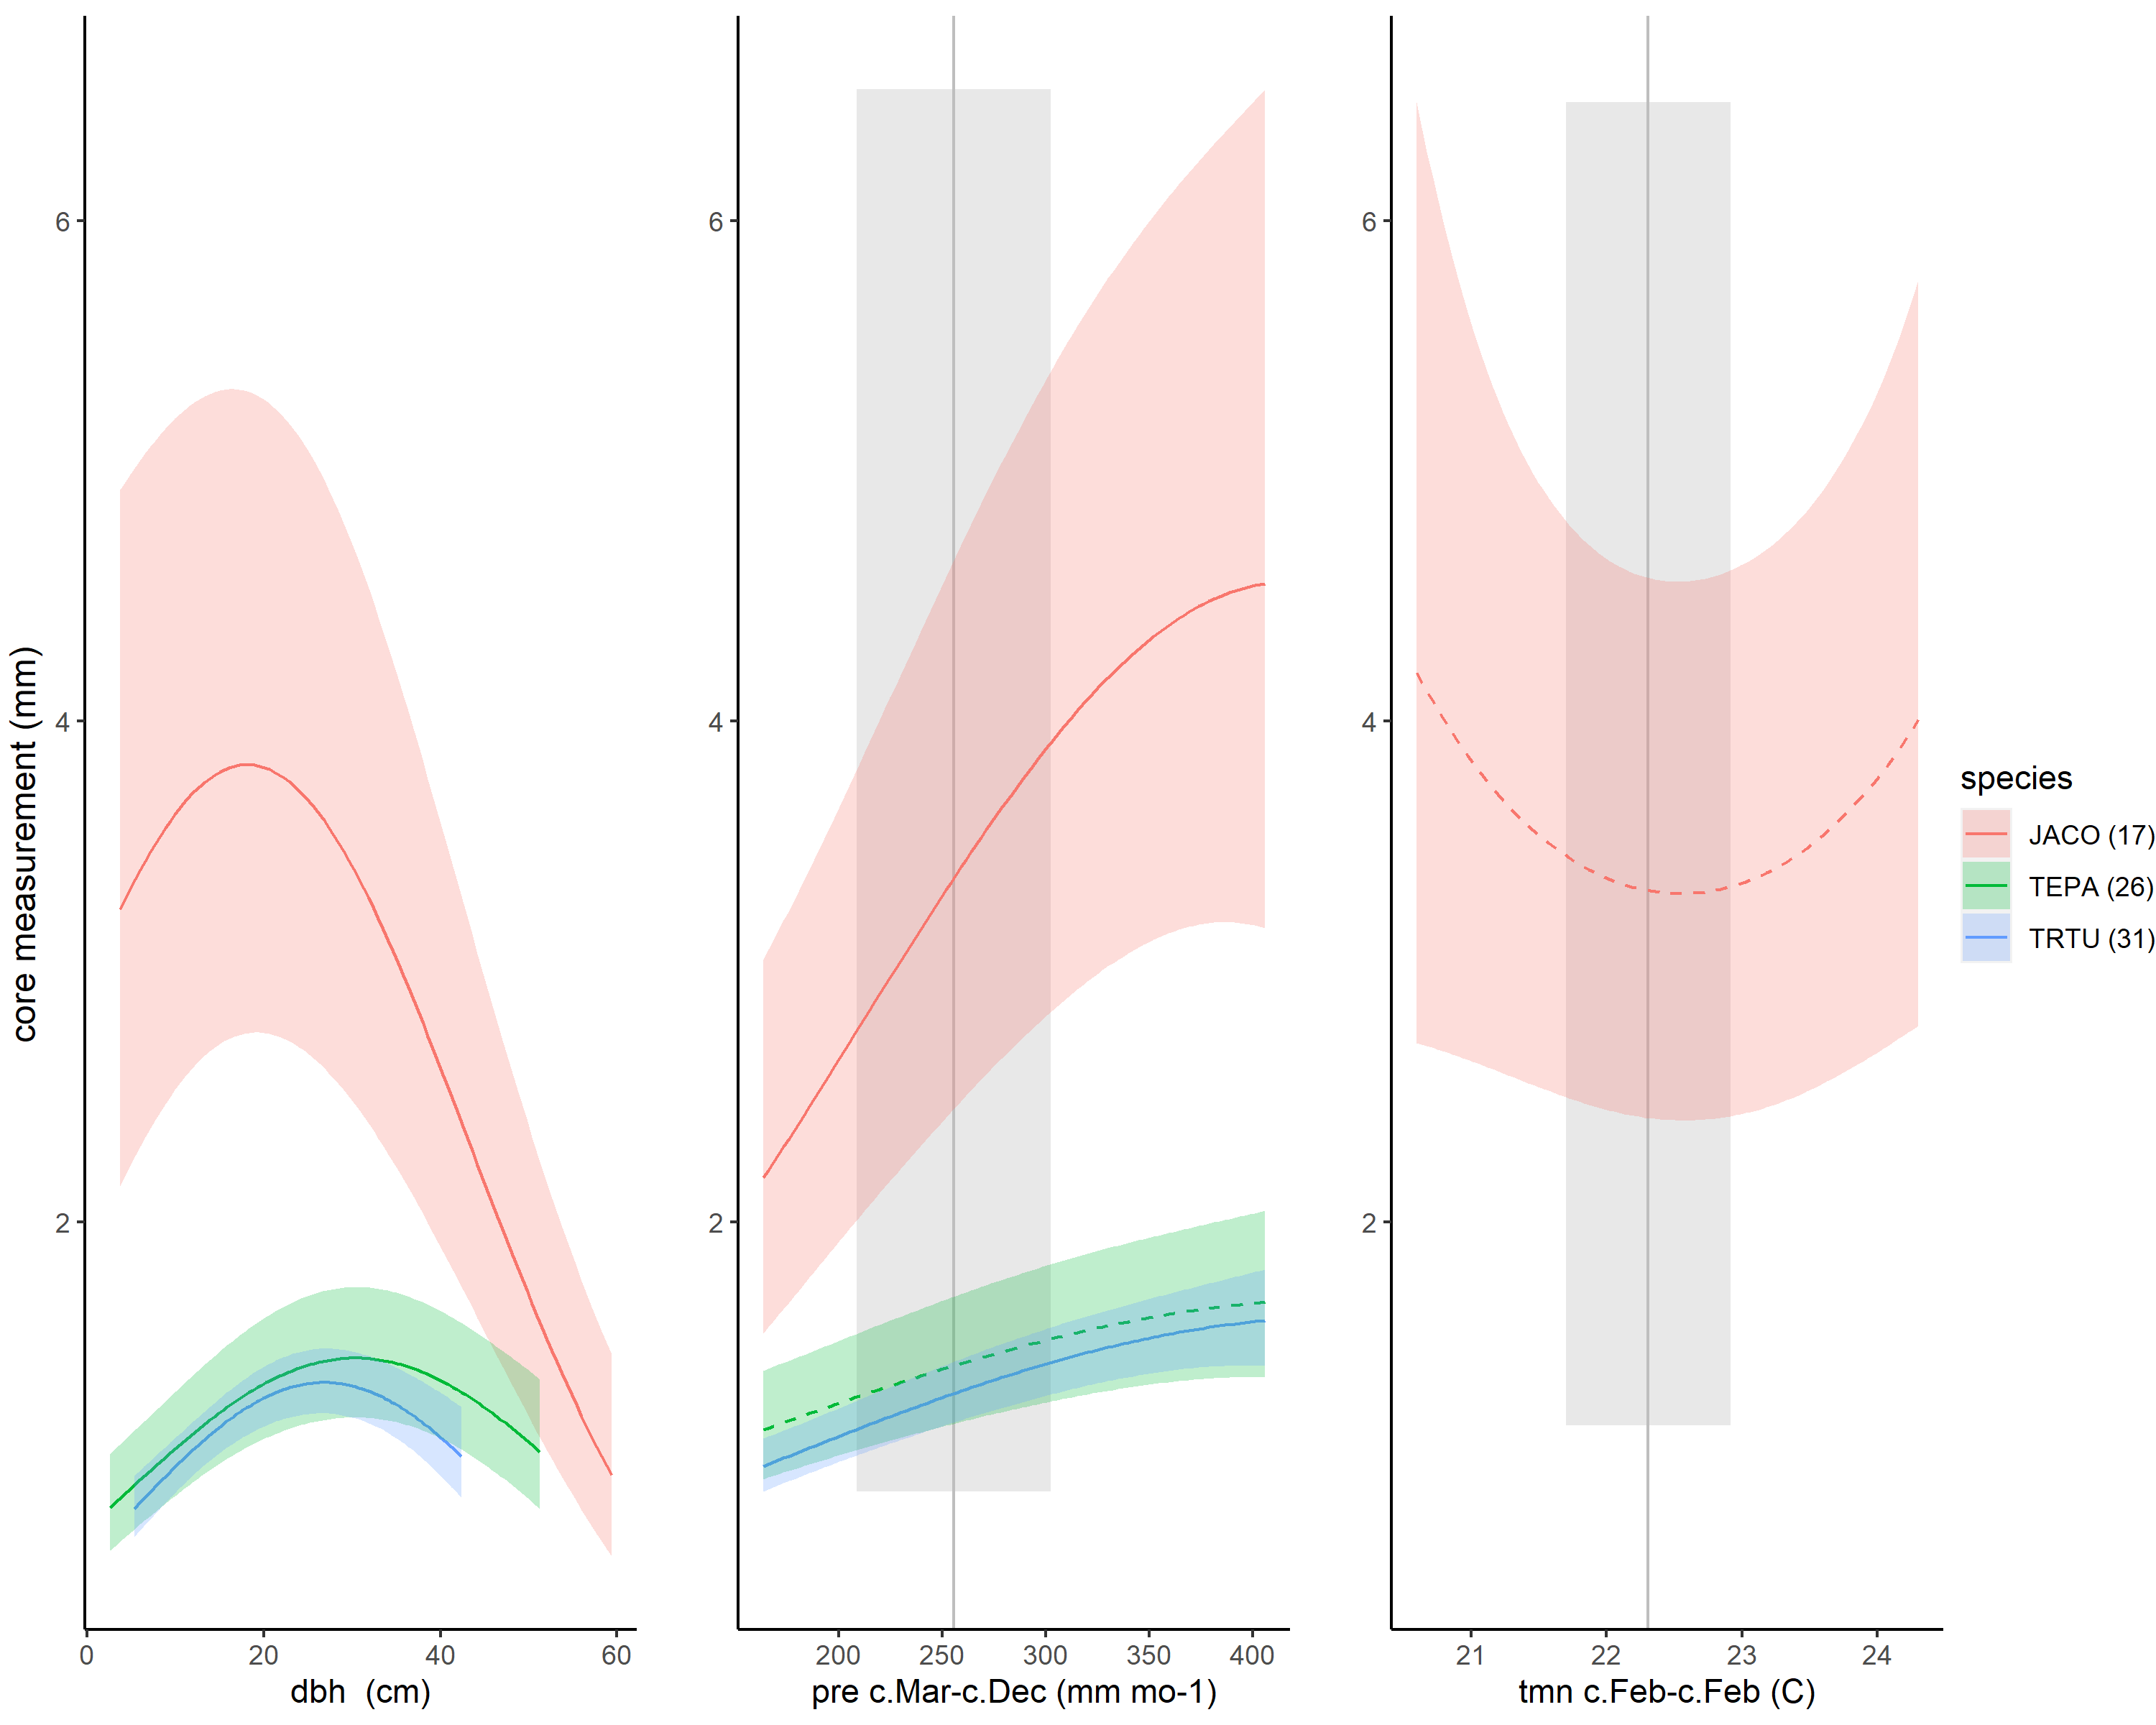 core measurement (mm)
6
4
2
0 20 40 60
dbh (cm)
6
4
2
200 250 300 350 400
pre c.Mar-c.Dec (mm mo-1)
6
4
2
21 22 23 24
tmn c.Feb-c.Feb (C)
species
JACO (17)
TEPA (26)
TRTU (31)